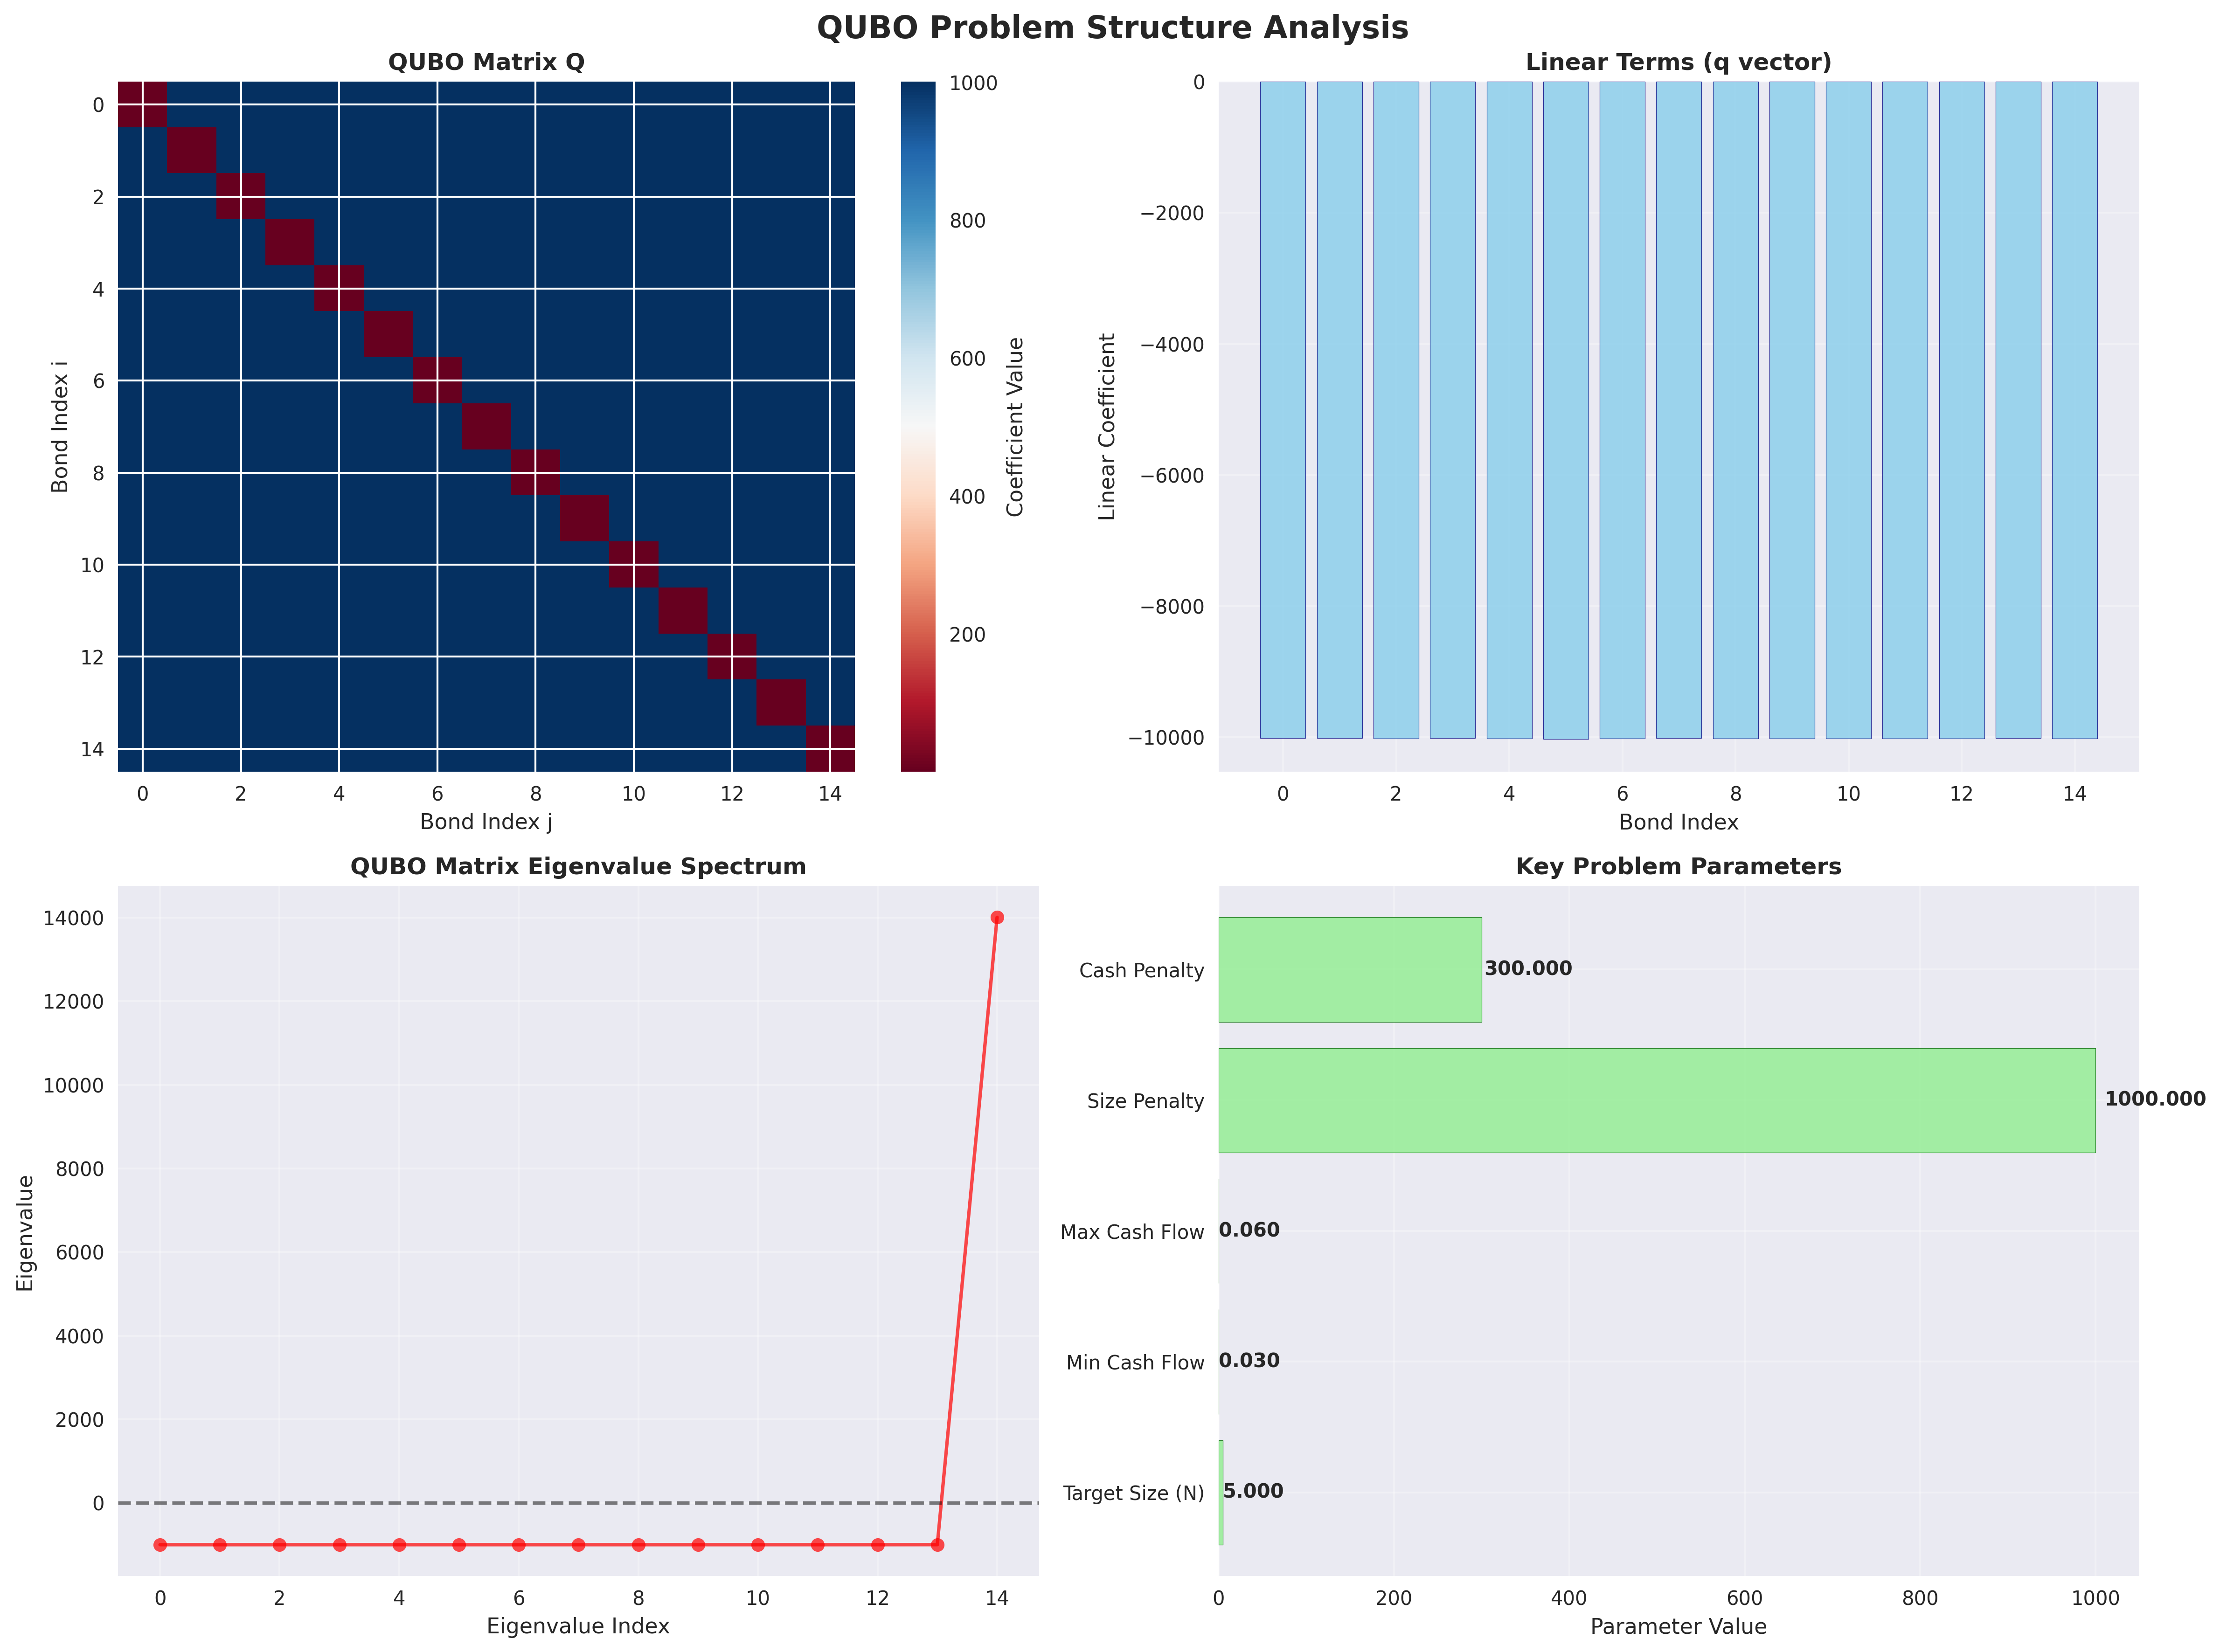 QUBO Problem Structure Analysis
QUBO Matrix Q
0
2
4
6
8
10
12
14
Bond Index i
0 2 4 6 8 10 12 14
Bond Index j
1000
800
600
400
200
Coefficient Value
Linear Terms (q vector)
0
−2000
−4000
−6000
−8000
−10000
Linear Coefficient
0 2 4 6 8 10 12 14
Bond Index
QUBO Matrix Eigenvalue Spectrum
14000
12000
10000
8000
6000
4000
2000
0
Eigenvalue
0 2 4 6 8 10 12 14
Eigenvalue Index
Key Problem Parameters
Cash Penalty 300.000
Size Penalty 1000.000
Max Cash Flow 0.060
Min Cash Flow 0.030
Target Size (N) 5.000
0 200 400 600 800 1000
Parameter Value